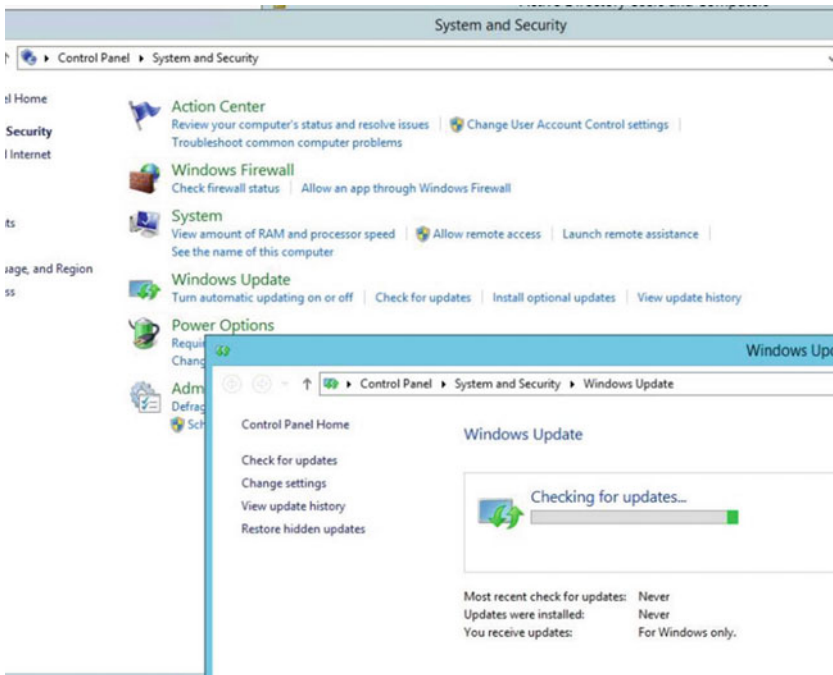 System and Security
Control Panel System and Security
el Home
Security
l Internet
Action Center
Review your computer's status and resolve issues Change User Account Control settings
Troubleshoot common computer problems
Windows Firewall
Check firewall status Allow an app through Windows Firewall
System
View amount of RAM and processor speed Allow remote access Launch remote assistance
See the name of this computer
uage, and Region
Windows Update
Turn automatic updating on or off Check for updates Install optional updates View update history
Power Options
Requi
Chang
Adm
Defrag
Sch
Windows Upd
Control Panel System and Security Windows Update
Control Panel Home
Check for updates
Change settings
View update history
Restore hidden updates
Windows Update
Checking for updates...
Most recent check for updates: Never
Updates were installed: Never
You receive updates: For Windows only.